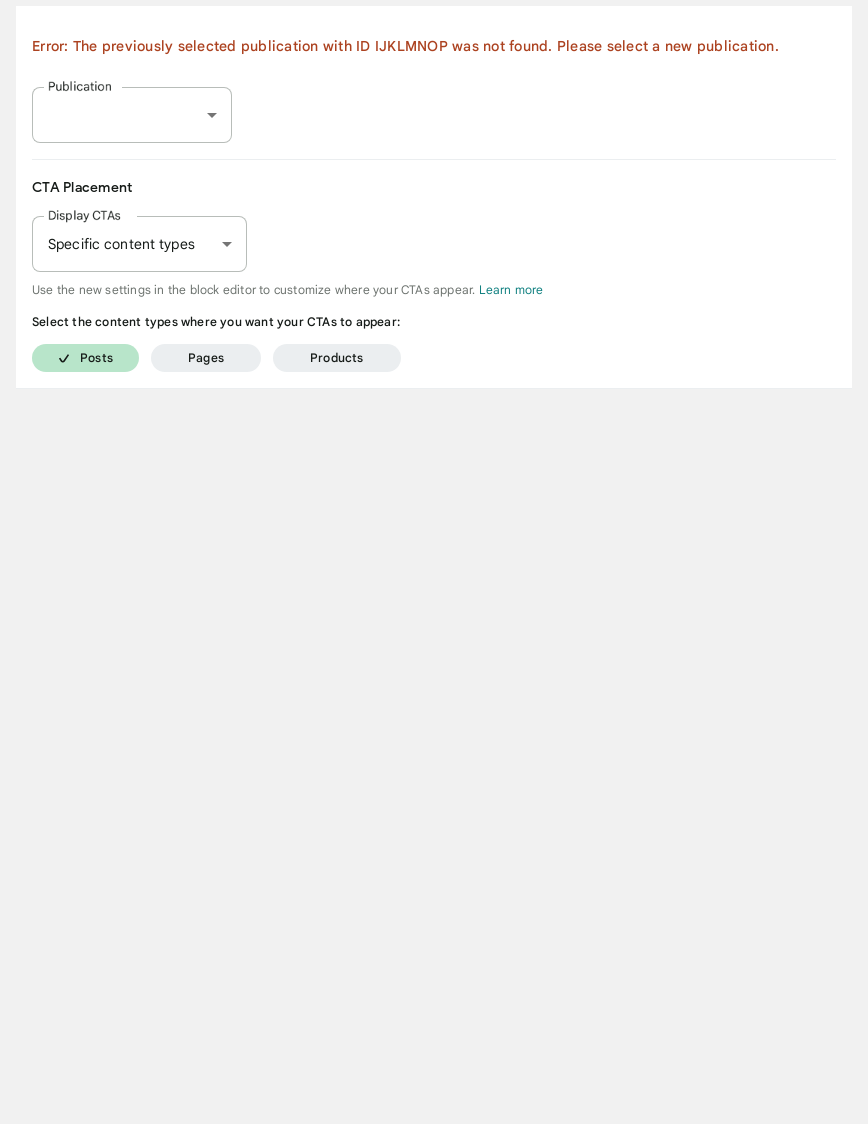 Error: The previously selected publication with ID IJKLMNOP was not found. Please select a new publication.
Publication
CTA Placement
Display CTAs
Specific content types
Use the new settings in the block editor to customize where your CTAs appear. Learn more
Select the content types where you want your CTAs to appear:
Posts Pages Products